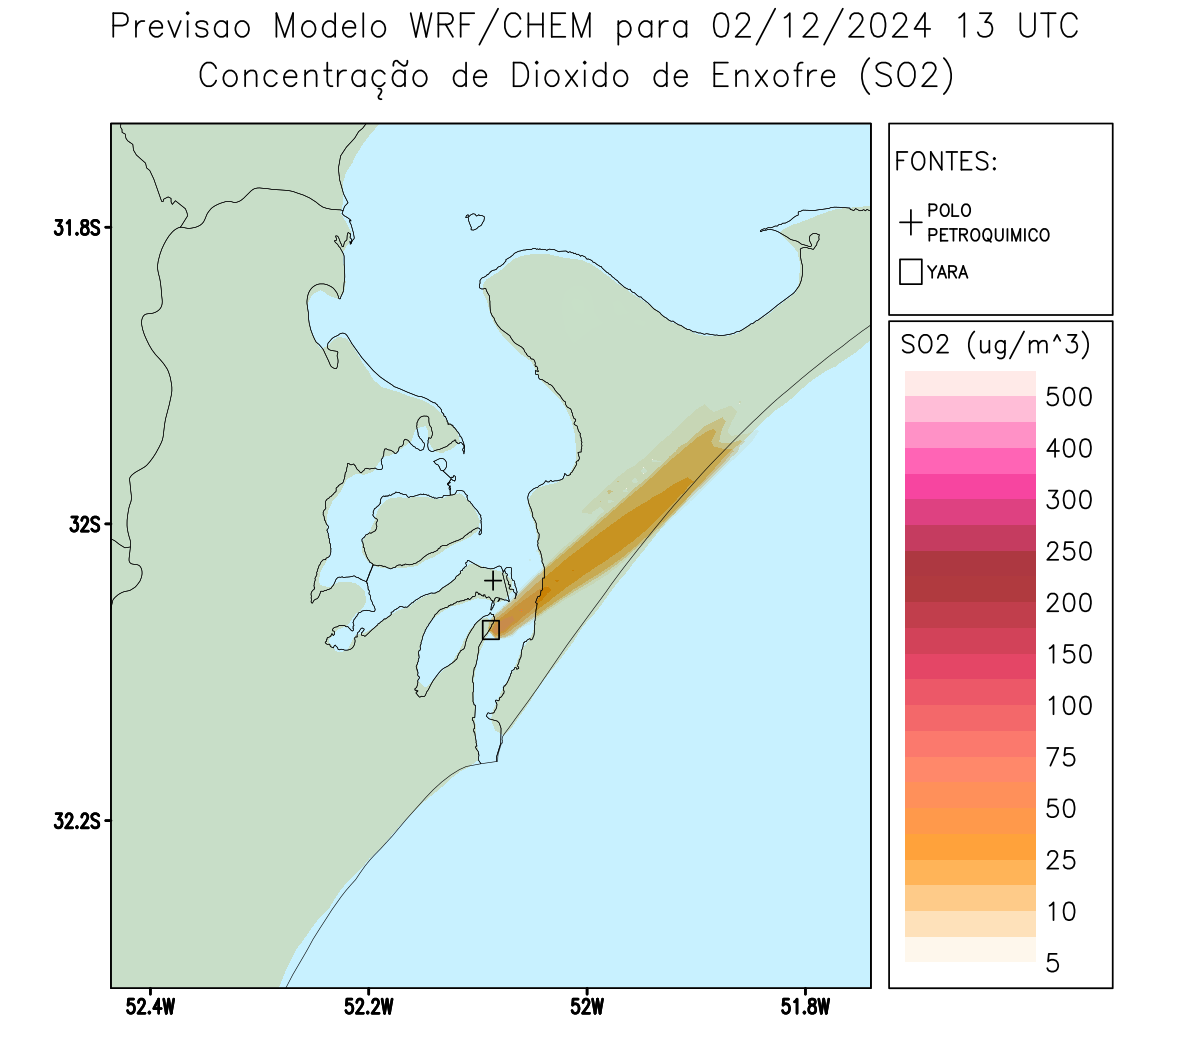 Previsao Modelo WRF/CHEM para 02/12/2024 13 UTC
Concentração de Dioxido de Enxofre (SO2)
FONTES:
POLO
PETROQUIMICO
YARA
31.8S
32S
32.2S
52.4W
52.2W
52W
51.8W
SO2 (ug/m^3)
500
400
300
250
200
150
100
75
50
25
10
5